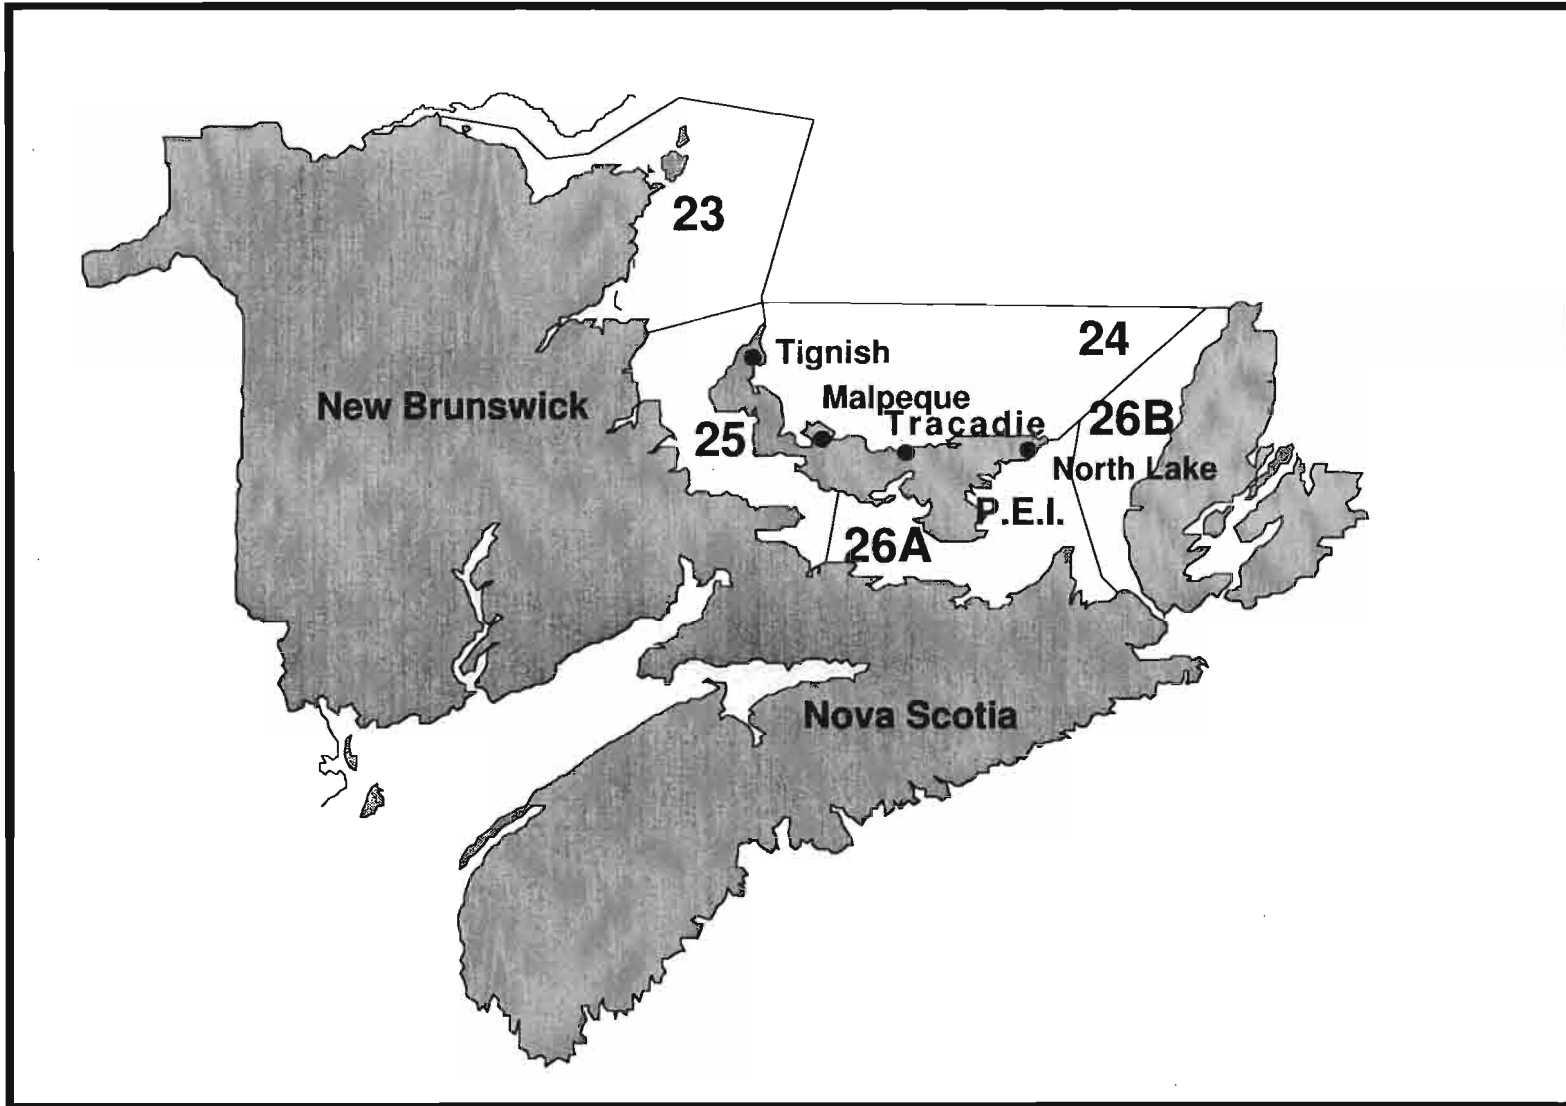 23
24
Tignish
Malpeque
New Brunswick
26B
Tracadie
25
North Lake
P.E.I.
26A
Nova Scotia